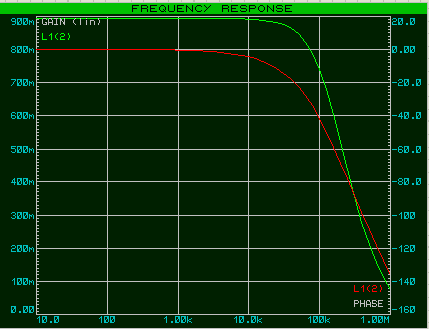 FREQUENCY RESPONSE
900m GAIN (lin) 20.0
L1(2)
800m 0.00
700m -20.0
600m -40.0
500m -60.0
400m -80.0
300m -100
200m -120
100m L1(2) -140
0.00 PHASE -160
10.0 100 1.00k 10.0k 100k 1.00M